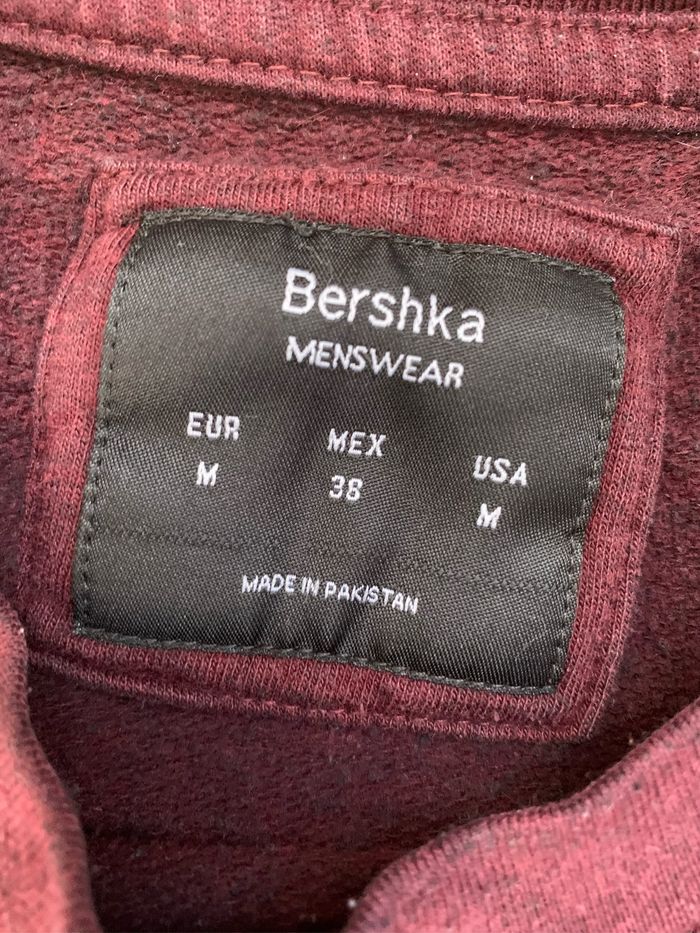 Bershka
MENSWEAR
EUR MEX USA
M 38 M
MADE IN PAKISTAN